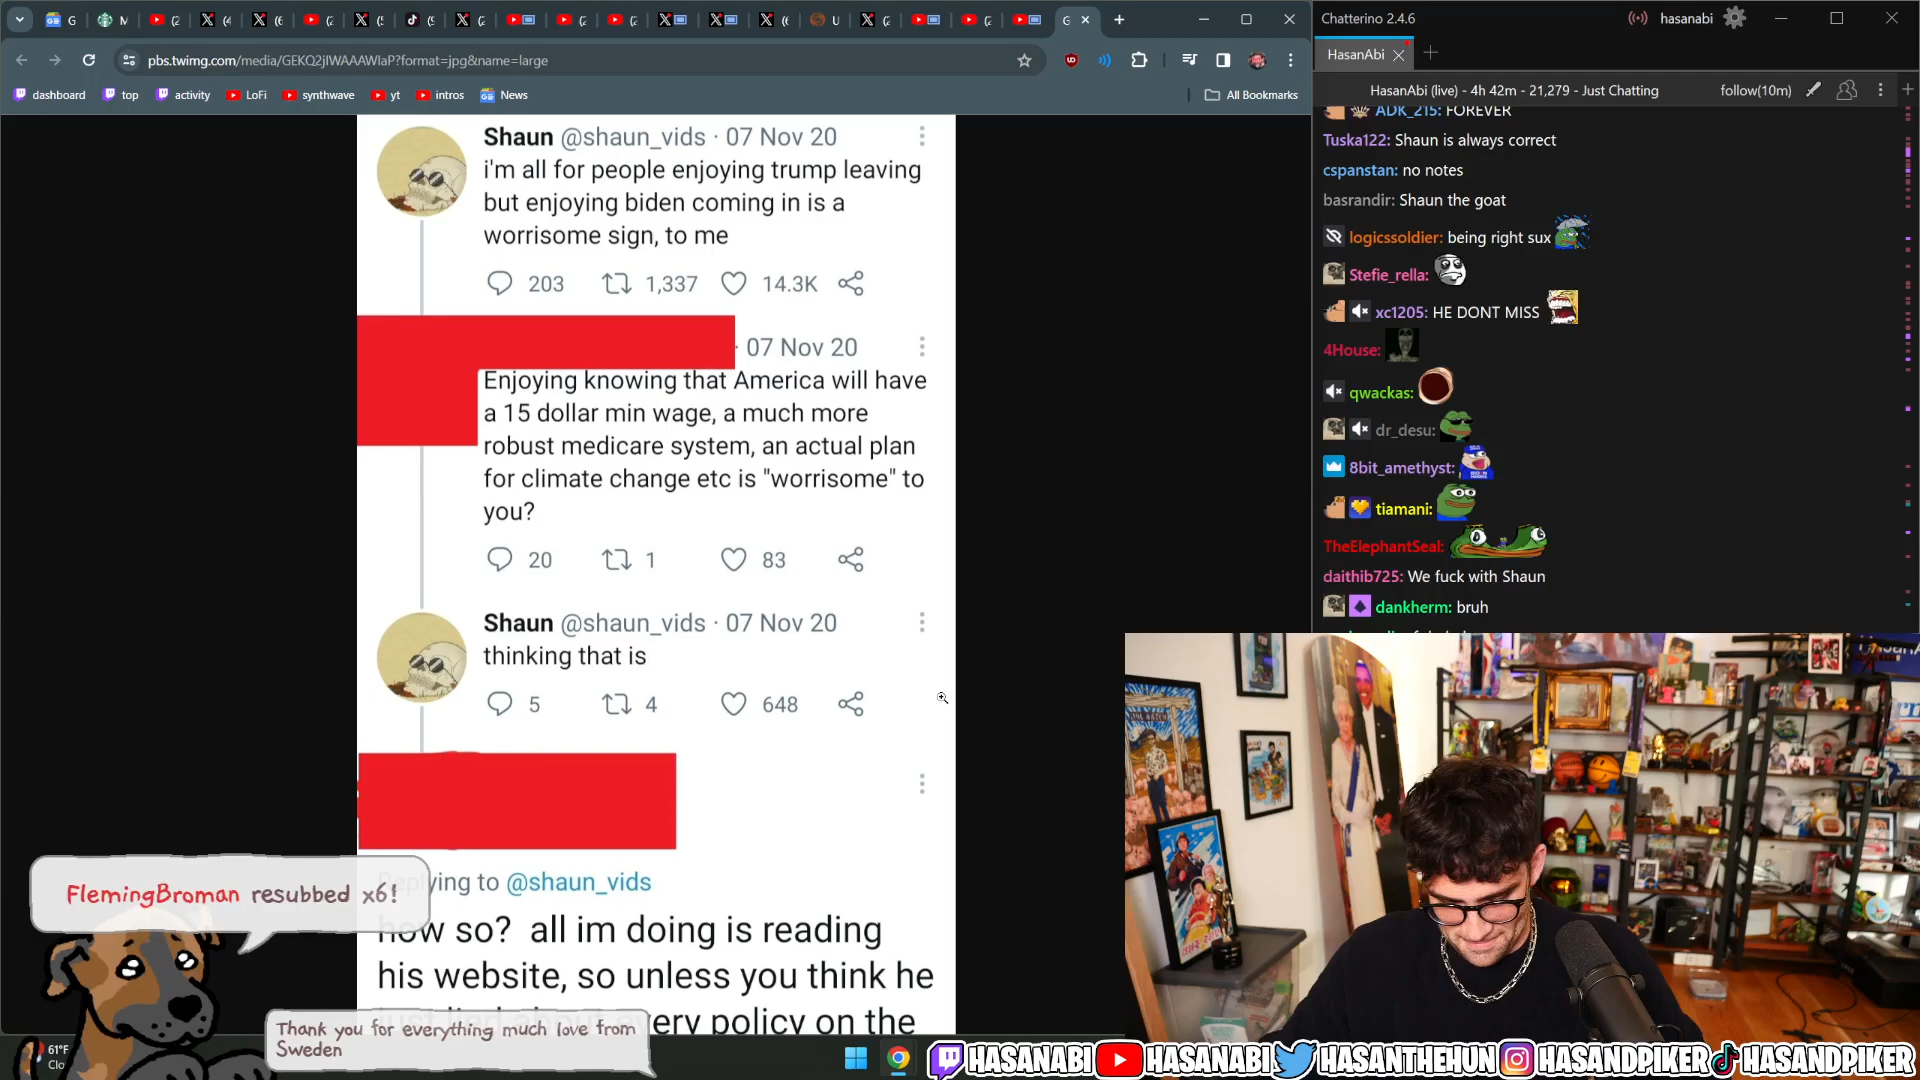 pbs.twimg.com/media/GEKQ2jIWAAAWIaP?format=jpg&name=large
dashboard
top
activity
LoFi
synthwave
yt
intros
News
All Bookmarks
Shaun @shaun_vids · 07 Nov 20
i'm all for people enjoying trump leaving
but enjoying biden coming in is a
worrisome sign, to me
203 1,337 14.3K
· 07 Nov 20
Enjoying knowing that America will have
a 15 dollar min wage, a much more
robust medicare system, an actual plan
for climate change etc is "worrisome" to
you?
20 1 83
Shaun @shaun_vids · 07 Nov 20
thinking that is
5 4 648
Replying to @shaun_vids
how so? all im doing is reading
his website, so unless you think he
just lied about every policy on the
FlemingBroman resubbed x6!
Thank you for everything much love from
Sweden
61°F
Chatterino 2.4.6
hasanabi
HasanAbi
HasanAbi (live) - 4h 42m - 21,279 - Just Chatting
follow(10m)
ADK_215: FOREVER
Tuska122: Shaun is always correct
cspanstan: no notes
basrandir: Shaun the goat
logicssoldier: being right sux
Stefie_rella:
xc1205: HE DONT MISS
4House:
qwackas:
dr_desu:
8bit_amethyst:
tiamani:
TheElephantSeal:
daithib725: We fuck with Shaun
dankherm: bruh
HASANABI HASANABI HASANTHEHUN HASANDPIKER HASANDPIKER